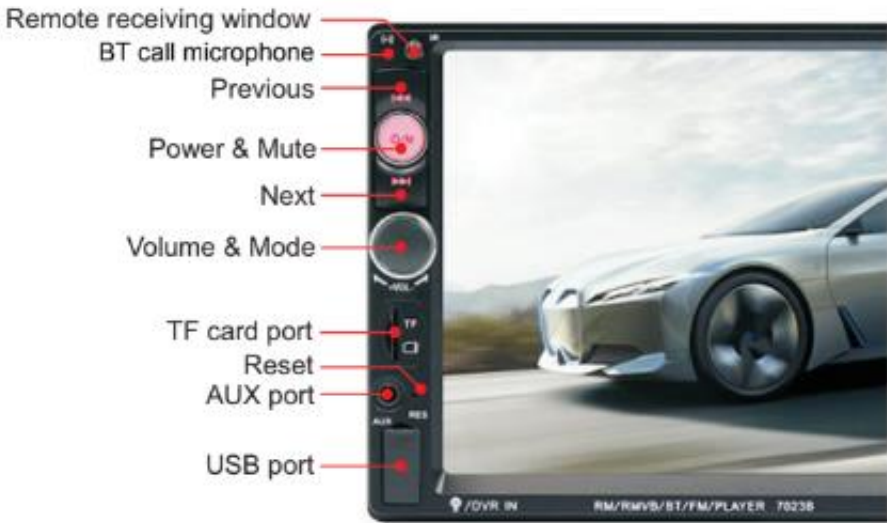 Remote receiving window
BT call microphone
Previous
Power & Mute
Next
Volume & Mode
TF card port
TF
Reset
AUX port
AUX
RES
USB port
/DVR IN
RM/RMVB/BT/FM/PLAYER 7023B